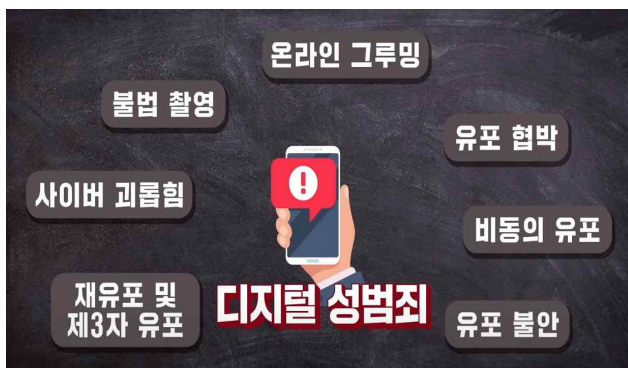 온라인 그루밍
불법 촬영
유포 협박
사이버 괴롭힘
비동의 유포
재유포 및
제3자 유포
디지털 성범죄
유포 불안